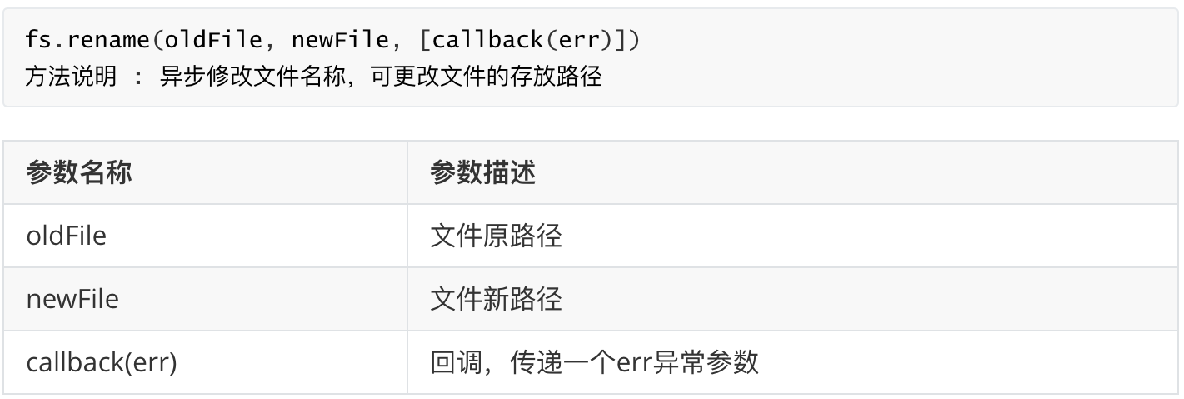 fs.rename(oldFile, newFile, [callback(err)])
方法说明 : 异步修改文件名称，可更改文件的存放路径
参数名称 参数描述
oldFile 文件原路径
newFile 文件新路径
callback(err) 回调，传递一个err异常参数